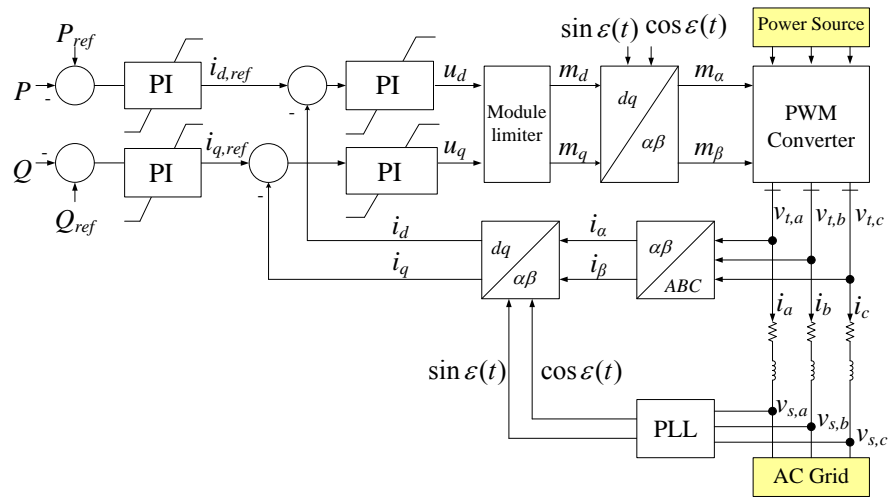 P_ref
sin ε(t) cos ε(t)
Power Source
P
-
PI
i_d,ref
-
PI
u_d
Module
limiter
m_d
dq
αβ
m_α
PWM
Converter
Q
-
PI
i_q,ref
-
PI
u_q
m_q
m_β
Q_ref
v_t,a v_t,b v_t,c
i_d
dq
αβ
i_α
αβ
ABC
i_q
i_β
i_a i_b i_c
sin ε(t) cos ε(t)
PLL
v_s,a
v_s,b
v_s,c
AC Grid